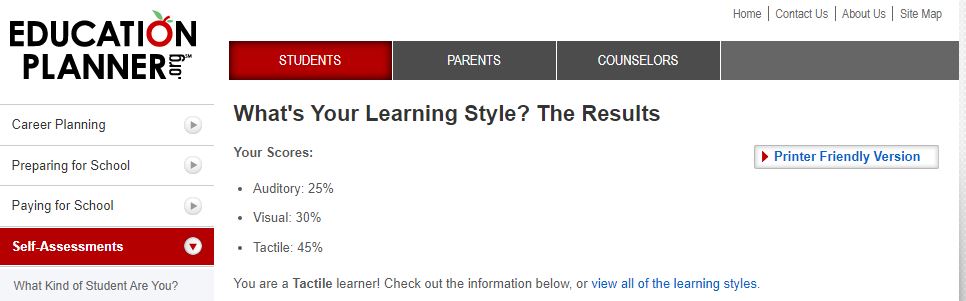 Home | Contact Us | About Us | Site Map
EDUCATION
PLANNER.org℠
STUDENTS PARENTS COUNSELORS
Career Planning
Preparing for School
Paying for School
Self-Assessments
What Kind of Student Are You?
What's Your Learning Style? The Results
Your Scores:
Printer Friendly Version
• Auditory: 25%
• Visual: 30%
• Tactile: 45%
You are a Tactile learner! Check out the information below, or view all of the learning styles.